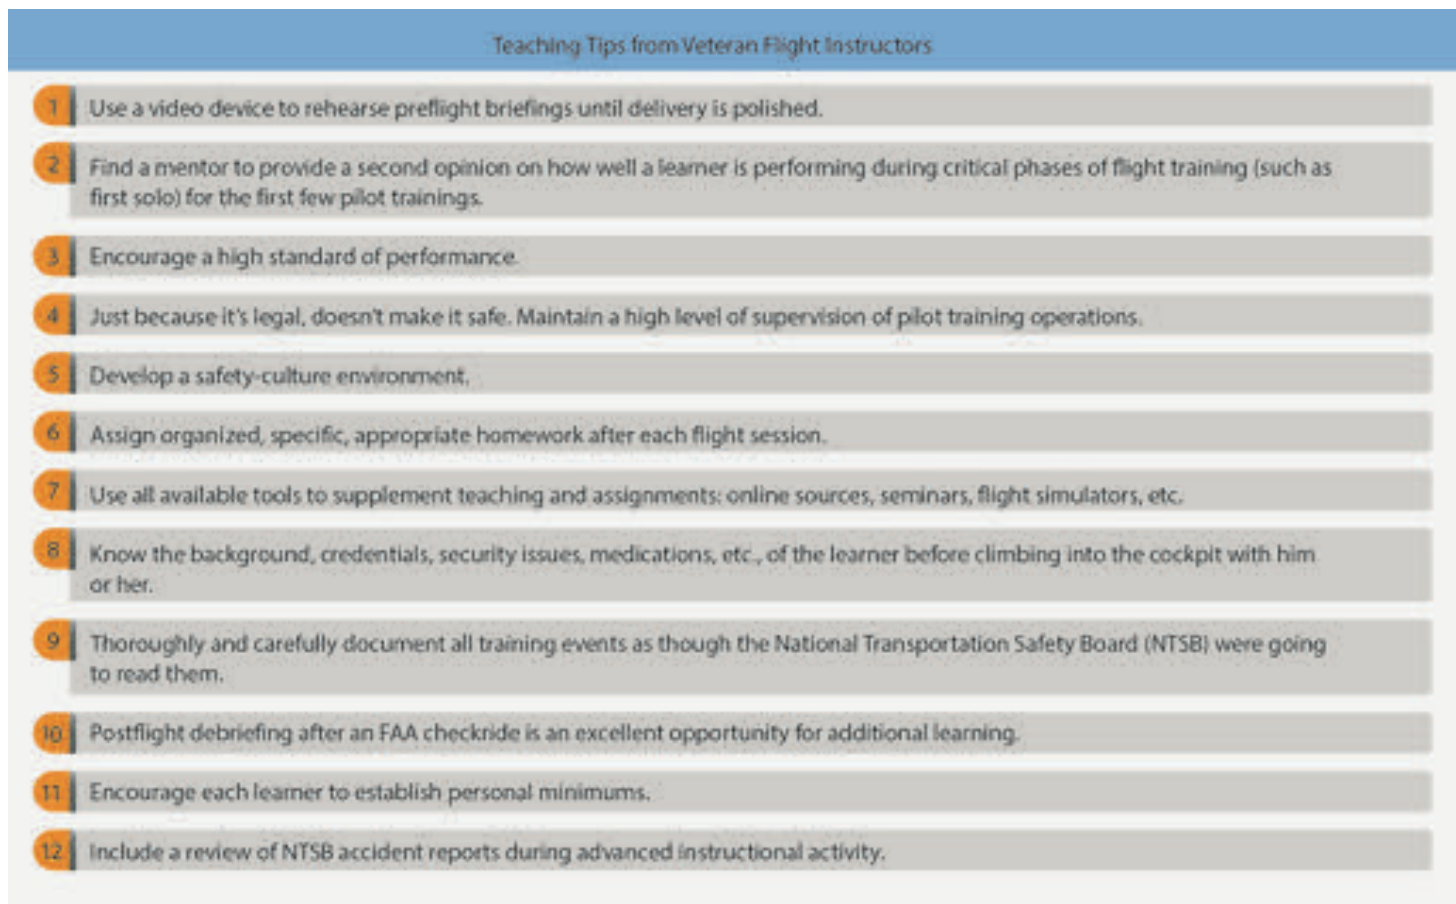 Teaching Tips from Veteran Flight Instructors
1 Use a video device to rehearse preflight briefings until delivery is polished.
2 Find a mentor to provide a second opinion on how well a learner is performing during critical phases of flight training (such as
first solo) for the first few pilot trainings.
3 Encourage a high standard of performance.
4 Just because it's legal, doesn't make it safe. Maintain a high level of supervision of pilot training operations.
5 Develop a safety-culture environment.
6 Assign organized, specific, appropriate homework after each flight session.
7 Use all available tools to supplement teaching and assignments: online sources, seminars, flight simulators, etc.
8 Know the background, credentials, security issues, medications, etc., of the learner before climbing into the cockpit with him
or her.
9 Thoroughly and carefully document all training events as though the National Transportation Safety Board (NTSB) were going
to read them.
10 Postflight debriefing after an FAA checkride is an excellent opportunity for additional learning.
11 Encourage each learner to establish personal minimums.
12 Include a review of NTSB accident reports during advanced instructional activity.